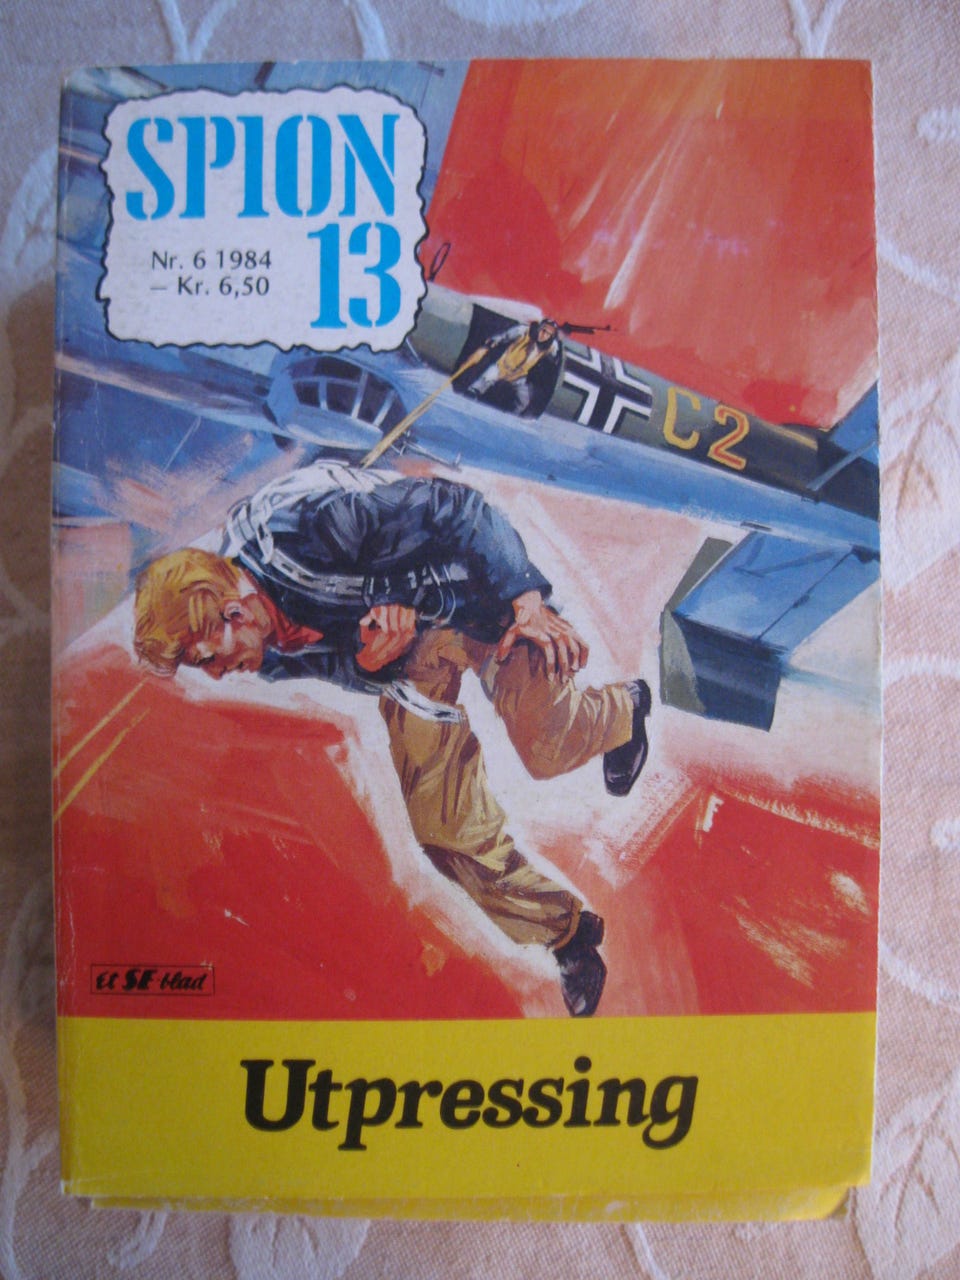 SPION
13
Nr. 6 1984
– Kr. 6,50
C2
Et SE-blad
Utpressing